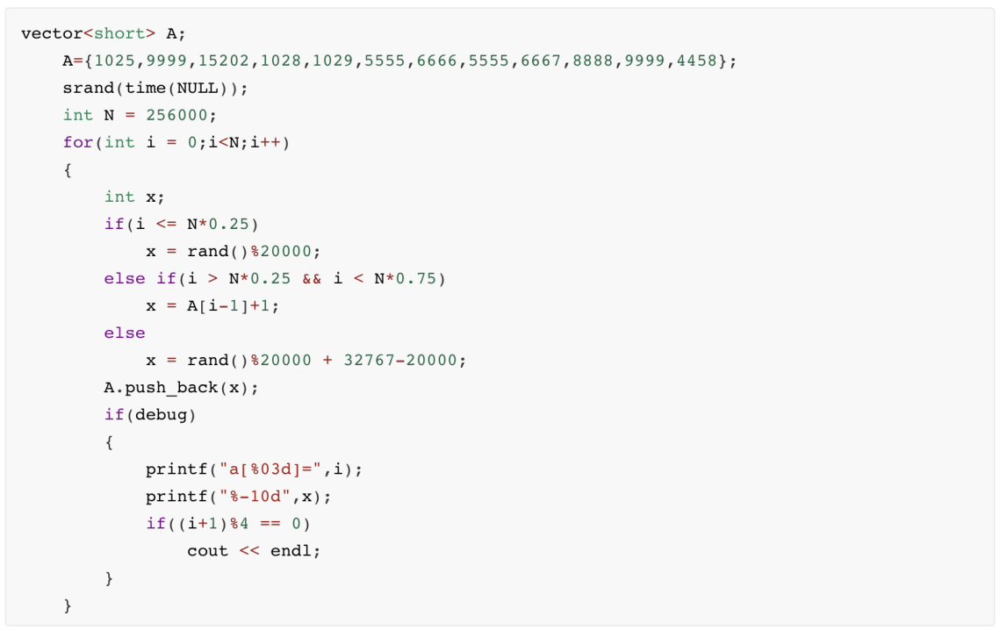 vector<short> A;
    A={1025,9999,15202,1028,1029,5555,6666,5555,6667,8888,9999,4458};
    srand(time(NULL));
    int N = 256000;
    for(int i = 0;i<N;i++)
    {
        int x;
        if(i <= N*0.25)
            x = rand()%20000;
        else if(i > N*0.25 && i < N*0.75)
            x = A[i-1]+1;
        else
            x = rand()%20000 + 32767-20000;
        A.push_back(x);
        if(debug)
        {
            printf("a[%03d]=",i);
            printf("%-10d",x);
            if((i+1)%4 == 0)
                cout << endl;
        }
    }